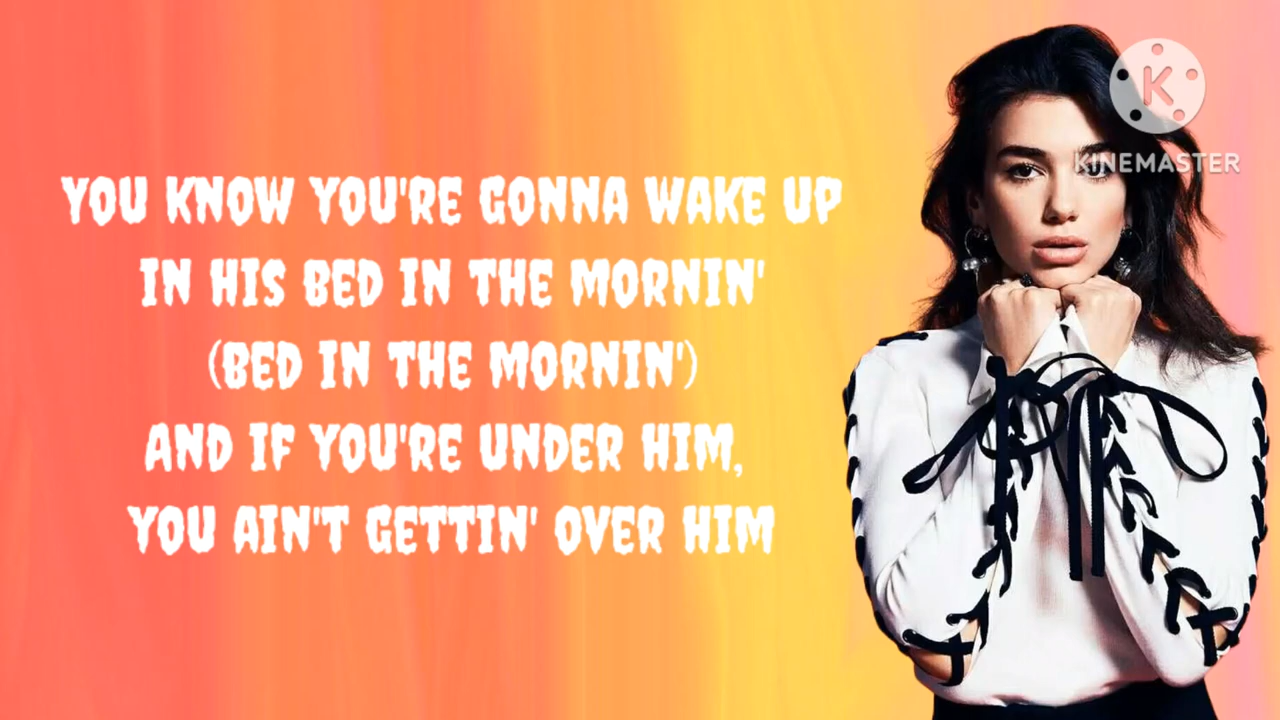 YOU KNOW YOU'RE GONNA WAKE UP
IN HIS BED IN THE MORNIN'
(BED IN THE MORNIN')
AND IF YOU'RE UNDER HIM,
YOU AIN'T GETTIN' OVER HIM
K
KINEMASTER